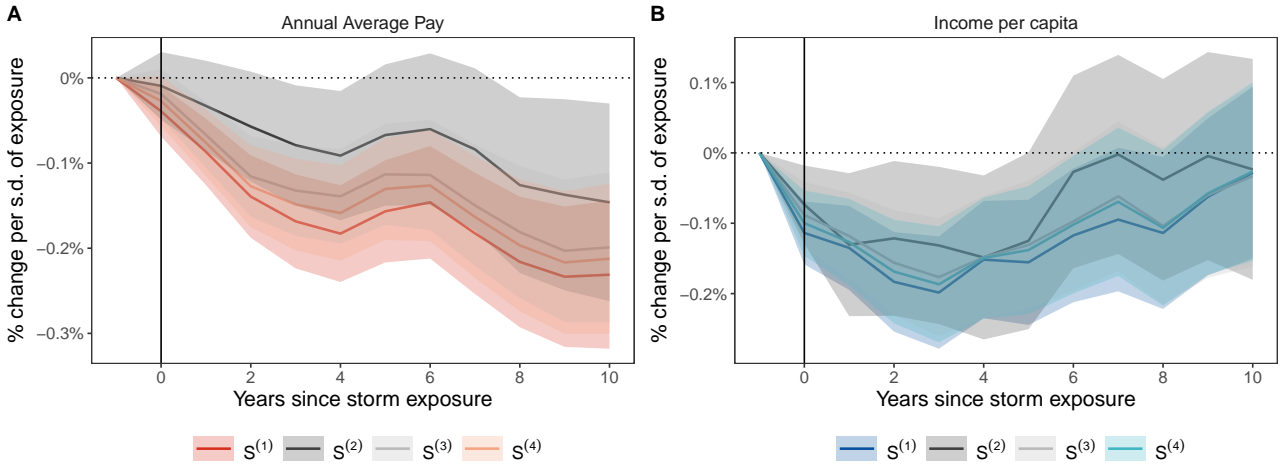 A
Annual Average Pay
% change per s.d. of exposure
0%
−0.1%
−0.2%
−0.3%
0 2 4 6 8 10
Years since storm exposure
S(1) S(2) S(3) S(4)
B
Income per capita
% change per s.d. of exposure
0.1%
0%
−0.1%
−0.2%
0 2 4 6 8 10
Years since storm exposure
S(1) S(2) S(3) S(4)